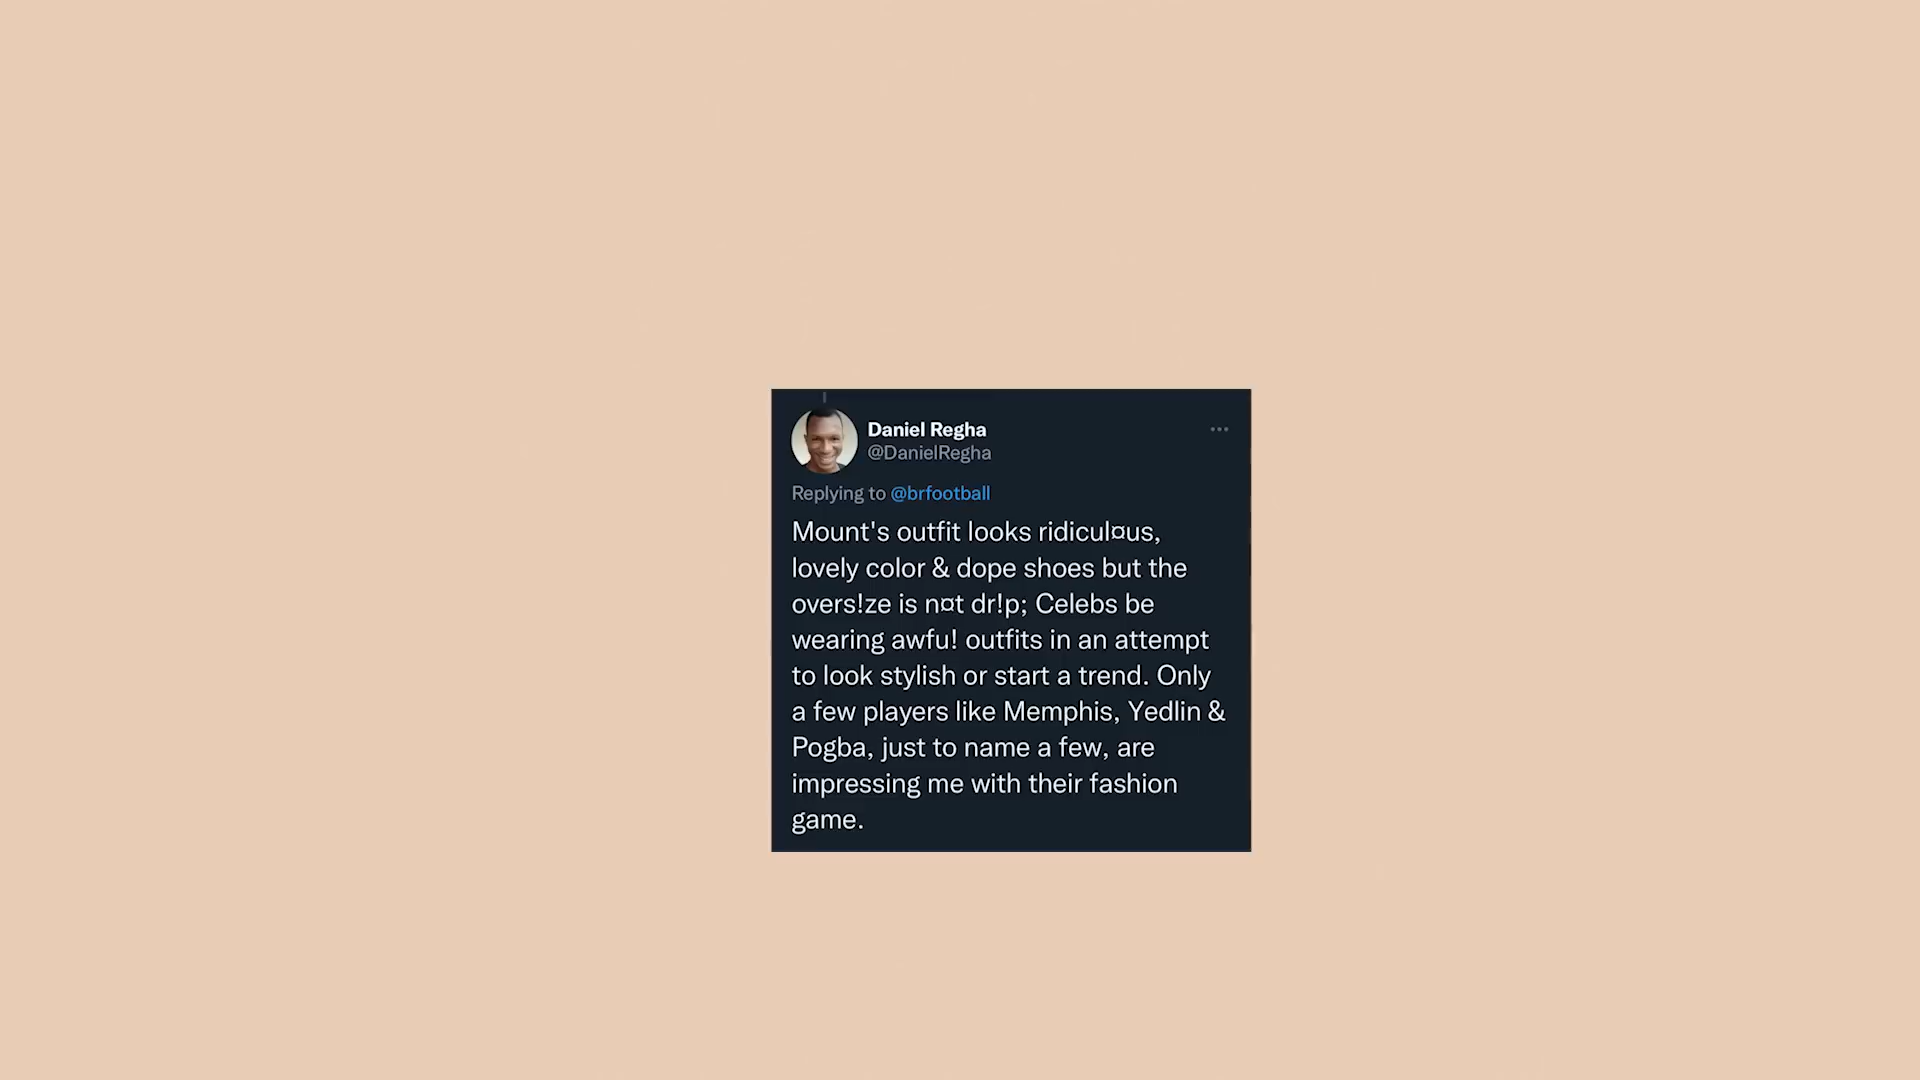 Daniel Regha
@DanielRegha
Replying to @brfootball
Mount's outfit looks ridicul¤us,
lovely color & dope shoes but the
overs!ze is n¤t dr!p; Celebs be
wearing awfu! outfits in an attempt
to look stylish or start a trend. Only
a few players like Memphis, Yedlin &
Pogba, just to name a few, are
impressing me with their fashion
game.